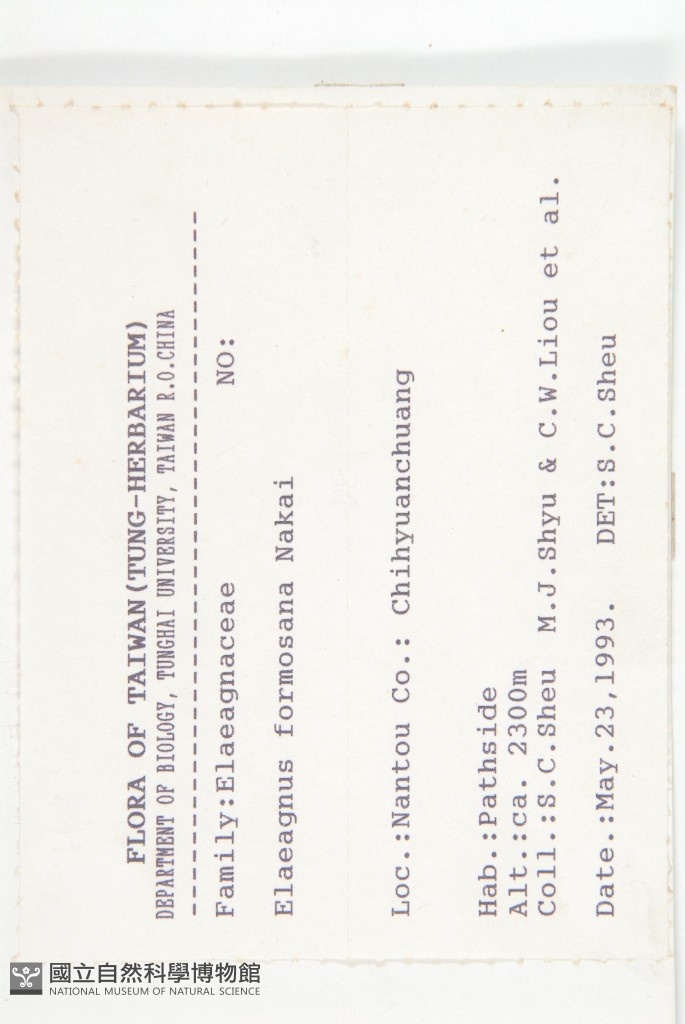 FLORA OF TAIWAN(TUNG-HERBARIUM)
DEPARTMENT OF BIOLOGY, TUNGHAI UNIVERSITY, TAIWAN R.O.CHINA
Family:Elaeagnaceae NO:
Elaeagnus formosana Nakai
Loc.:Nantou Co.: Chihyuanchuang
Hab.:Pathside
Alt.:ca. 2300m
Coll.:S.C.Sheu M.J.Shyu & C.W.Liou et al.
Date.:May.23,1993. DET:S.C.Sheu
國立自然科學博物館
NATIONAL MUSEUM OF NATURAL SCIENCE